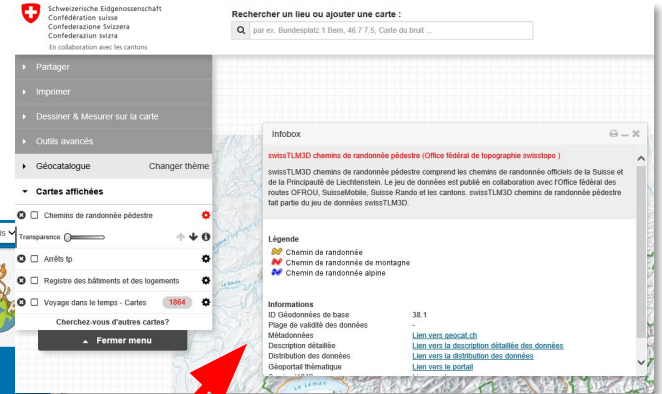 Schweizerische Eidgenossenschaft
Confédération suisse
Confederazione Svizzera
Confederaziun svizra
En collaboration avec les cantons
Rechercher un lieu ou ajouter une carte :
par ex. Bundesplatz 1 Bern, 46.7 7.5, Carte du bruit ...
Partager
Imprimer
Dessiner & Mesurer sur la carte
Outils avancés
Géocatalogue Changer thème
Cartes affichées
Chemins de randonnée pédestre
Transparence
Arrêts tp
Registre des bâtiments et des logements
Voyage dans le temps - Cartes 1864
Cherchez-vous d'autres cartes?
Fermer menu
Infobox
swissTLM3D chemins de randonnée pédestre (Office fédéral de topographie swisstopo )
swissTLM3D chemins de randonnée pédestre comprend les chemins de randonnée officiels de la Suisse et
de la Principauté de Liechtenstein. Le jeu de données est publié en collaboration avec l'Office fédéral des
routes OFROU, SuisseMobile, Suisse Rando et les cantons. swissTLM3D chemins de randonnée pédestre
fait partie du jeu de données swissTLM3D.
Légende
Chemin de randonnée
Chemin de randonnée de montagne
Chemin de randonnée alpine
Informations
ID Géodonnées de base 38.1
Plage de validité des données -
Métadonnées Lien vers geocat.ch
Description détaillée Lien vers la description détaillée des données
Distribution des données Lien vers la distribution des données
Géoportail thématique Lien vers le portail
Le Léman